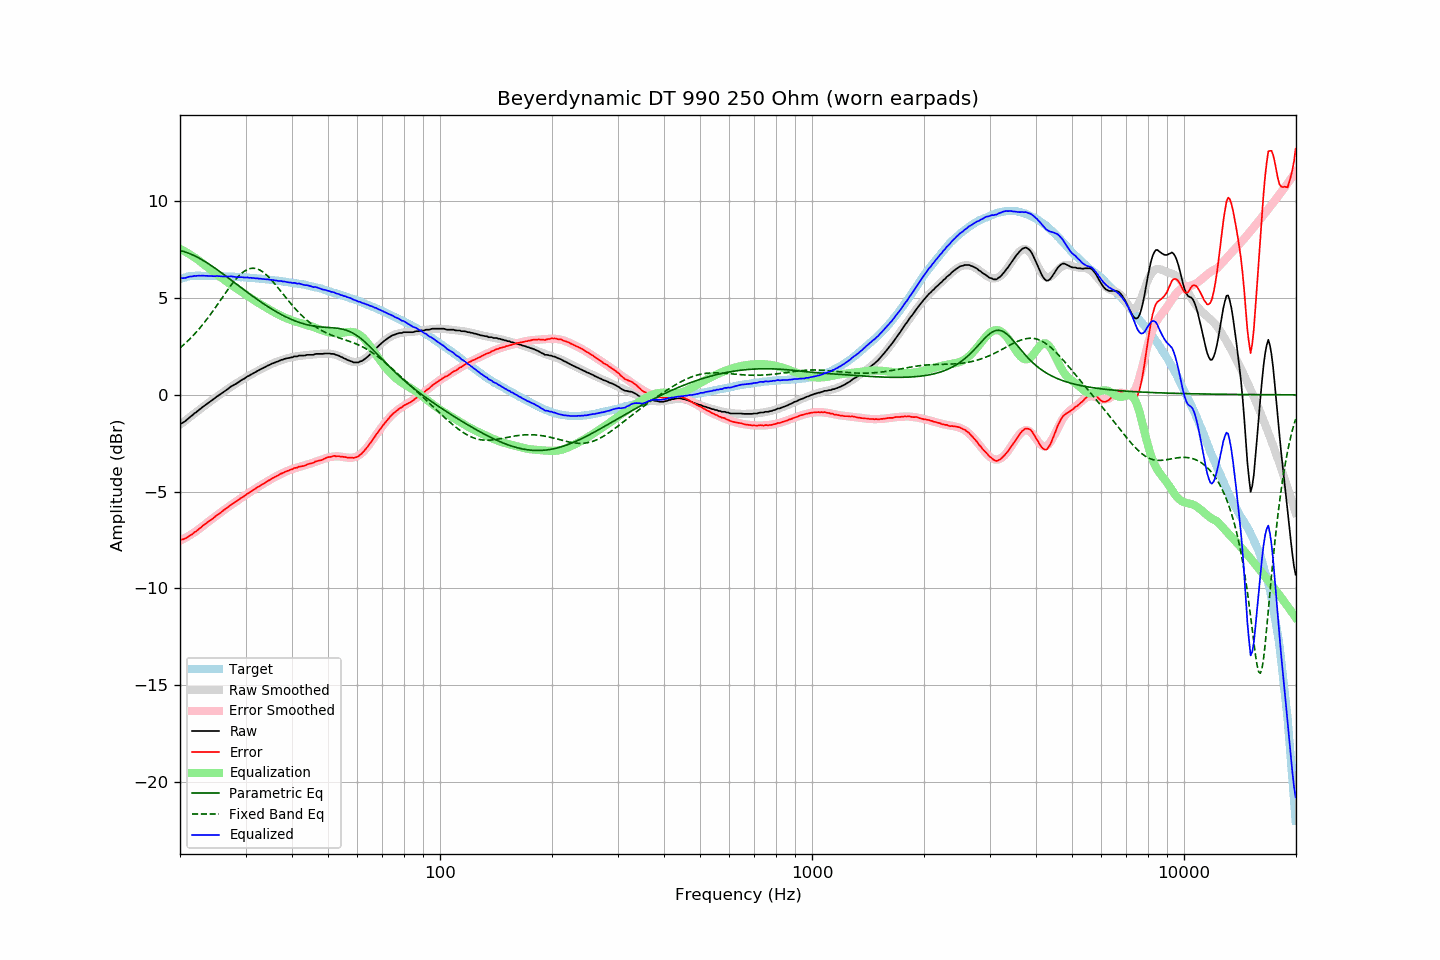 Beyerdynamic DT 990 250 Ohm (worn earpads)
10
5
0
−5
−10
−15
−20
Amplitude (dBr)
Target
Raw Smoothed
Error Smoothed
Raw
Error
Equalization
Parametric Eq
Fixed Band Eq
Equalized
100
1000
10000
Frequency (Hz)